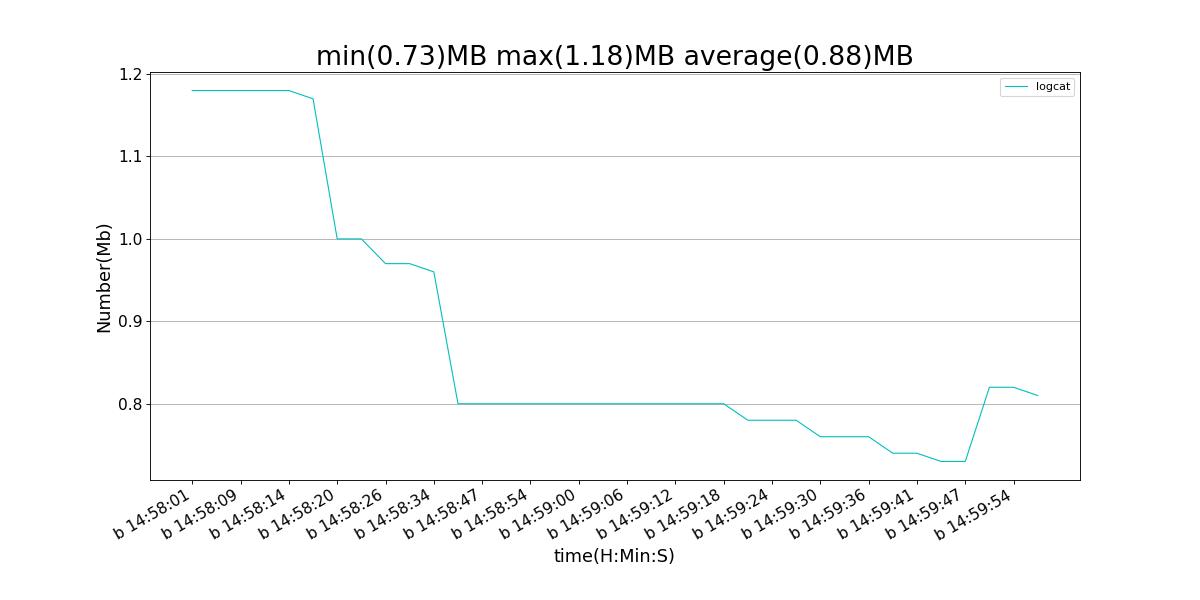 min(0.73)MB max(1.18)MB average(0.88)MB
logcat
1.2
1.1
1.0
0.9
0.8
Number(Mb)
b 14:58:01
b 14:58:09
b 14:58:14
b 14:58:20
b 14:58:26
b 14:58:34
b 14:58:47
b 14:58:54
b 14:59:00
b 14:59:06
b 14:59:12
b 14:59:18
b 14:59:24
b 14:59:30
b 14:59:36
b 14:59:41
b 14:59:47
b 14:59:54
time(H:Min:S)